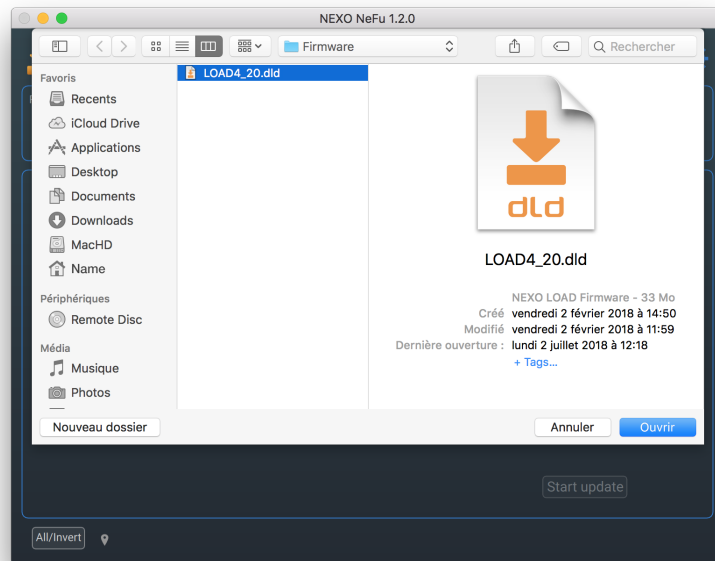 NEXO NeFu 1.2.0
Firmware
Rechercher
Favoris
Recents
iCloud Drive
Applications
Desktop
Documents
Downloads
MacHD
Name
Périphériques
Remote Disc
Média
Musique
Photos
LOAD4_20.dld
dld
LOAD4_20.dld
NEXO LOAD Firmware - 33 Mo
Créé vendredi 2 février 2018 à 14:50
Modifié vendredi 2 février 2018 à 11:59
Dernière ouverture : lundi 2 juillet 2018 à 12:18
+ Tags...
Nouveau dossier
Annuler
Ouvrir
Start update
All/Invert